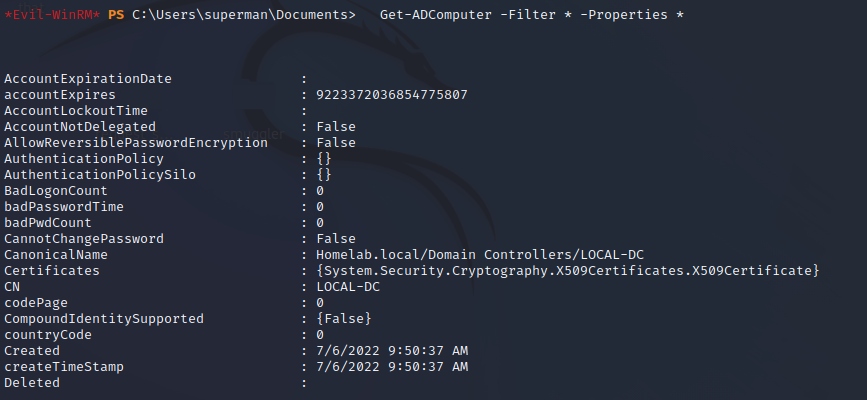 *Evil-WinRM* PS C:\Users\superman\Documents>   Get-ADComputer -Filter * -Properties *
AccountExpirationDate                :
accountExpires                       : 9223372036854775807
AccountLockoutTime                   :
AccountNotDelegated                  : False
AllowReversiblePasswordEncryption    : False
AuthenticationPolicy                 : {}
AuthenticationPolicySilo             : {}
BadLogonCount                        : 0
badPasswordTime                      : 0
badPwdCount                          : 0
CannotChangePassword                 : False
CanonicalName                        : Homelab.local/Domain Controllers/LOCAL-DC
Certificates                         : {System.Security.Cryptography.X509Certificates.X509Certificate}
CN                                   : LOCAL-DC
codePage                             : 0
CompoundIdentitySupported            : {False}
countryCode                          : 0
Created                              : 7/6/2022 9:50:37 AM
createTimeStamp                      : 7/6/2022 9:50:37 AM
Deleted                              :